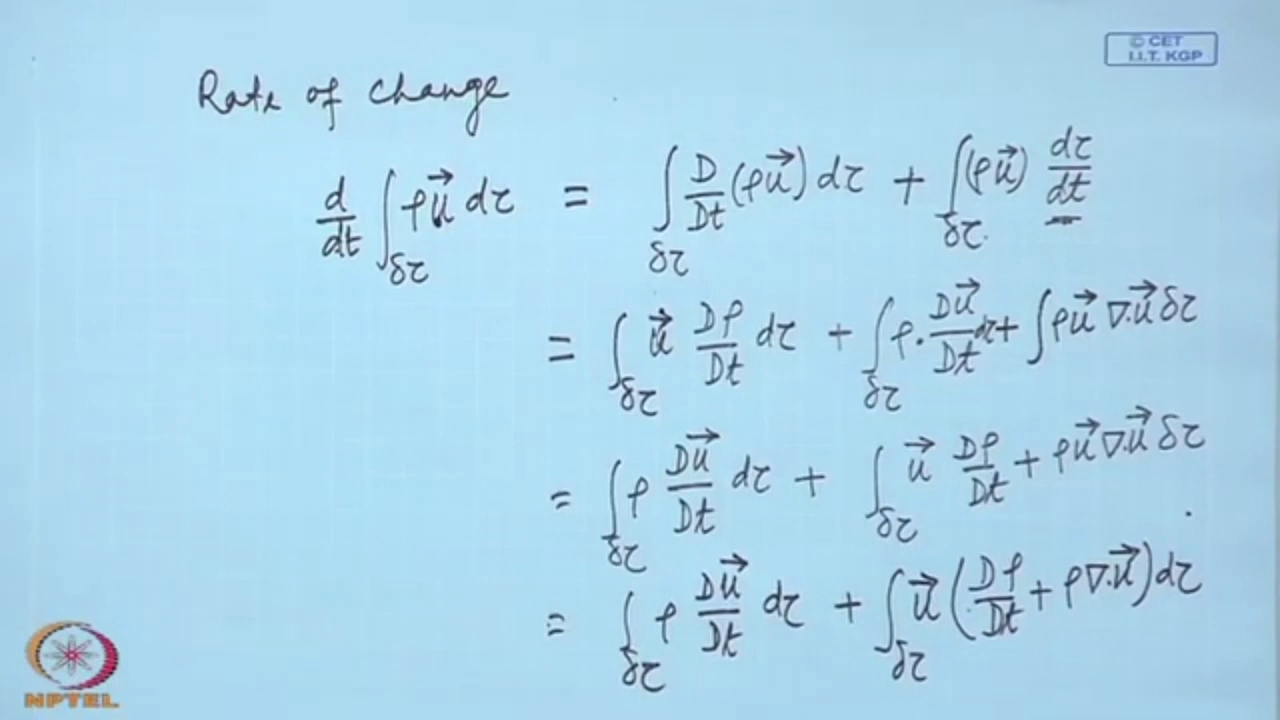 © CET
I.I.T. KGP
Rate of change
d/dt ∫_δτ ρu⃗ dτ = ∫_δτ D/Dt (ρu⃗) dτ + ∫_δτ (ρu⃗) dτ/dt
= ∫_δτ u⃗ Dρ/Dt dτ + ∫_δτ ρ. Du⃗/Dt dτ + ∫ ρu⃗ ∇.u⃗ δτ
= ∫_δτ ρ Du⃗/Dt dτ + ∫_δτ u⃗ Dρ/Dt + ρu⃗ ∇.u⃗ δτ
= ∫_δτ ρ Du⃗/Dt dτ + ∫_δτ u⃗ (Dρ/Dt + ρ∇.u⃗) dτ
NPTEL